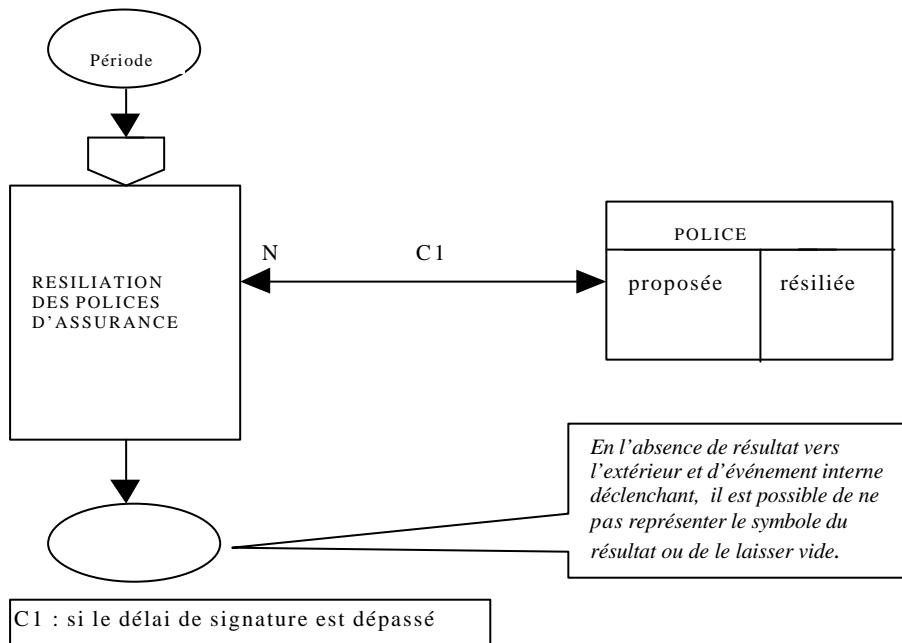 Période
N
C1
POLICE
RESILIATION
DES POLICES
D'ASSURANCE
proposée
résiliée
En l'absence de résultat vers
l'extérieur et d'événement interne
déclenchant, il est possible de ne
pas représenter le symbole du
résultat ou de le laisser vide.
C1 : si le délai de signature est dépassé